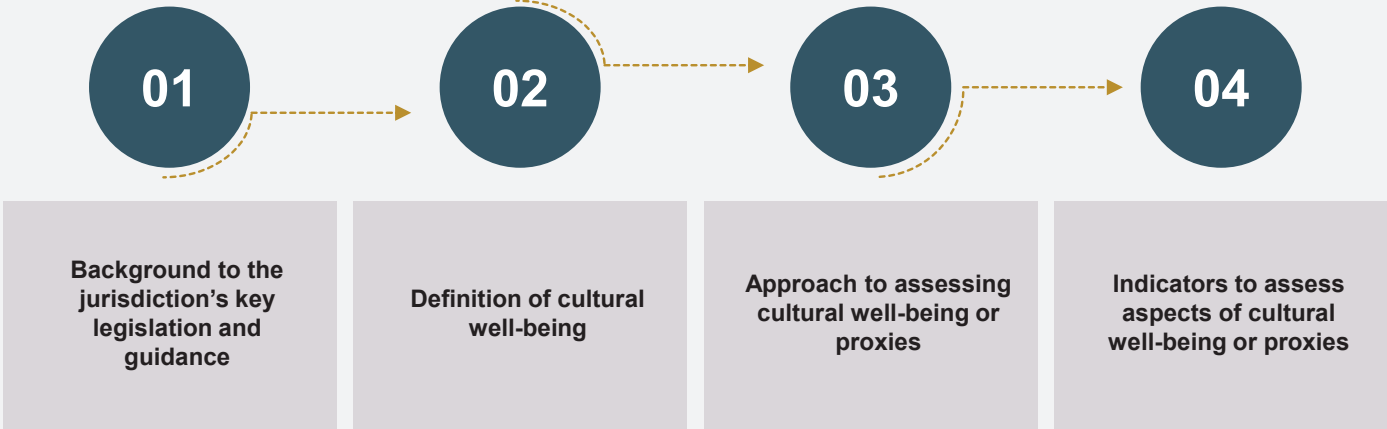 01
02
03
04
Background to the
jurisdiction’s key
legislation and
guidance
Definition of cultural
well-being
Approach to assessing
cultural well-being or
proxies
Indicators to assess
aspects of cultural
well-being or proxies